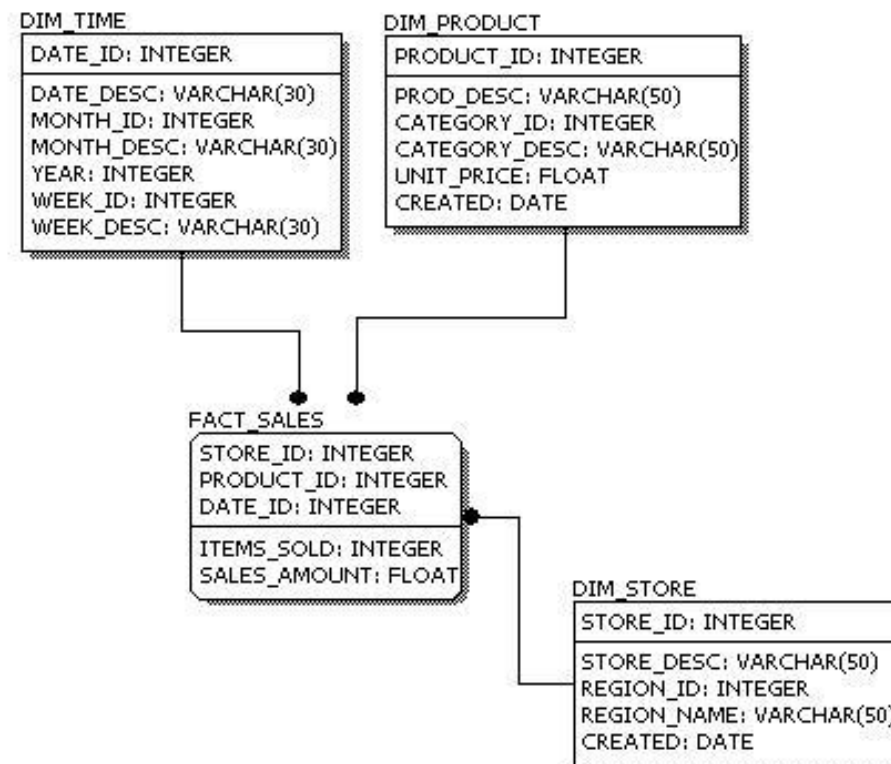 DIM_TIME
DATE_ID: INTEGER
DATE_DESC: VARCHAR(30)
MONTH_ID: INTEGER
MONTH_DESC: VARCHAR(30)
YEAR: INTEGER
WEEK_ID: INTEGER
WEEK_DESC: VARCHAR(30)
DIM_PRODUCT
PRODUCT_ID: INTEGER
PROD_DESC: VARCHAR(50)
CATEGORY_ID: INTEGER
CATEGORY_DESC: VARCHAR(50)
UNIT_PRICE: FLOAT
CREATED: DATE
FACT_SALES
STORE_ID: INTEGER
PRODUCT_ID: INTEGER
DATE_ID: INTEGER
ITEMS_SOLD: INTEGER
SALES_AMOUNT: FLOAT
DIM_STORE
STORE_ID: INTEGER
STORE_DESC: VARCHAR(50)
REGION_ID: INTEGER
REGION_NAME: VARCHAR(50)
CREATED: DATE